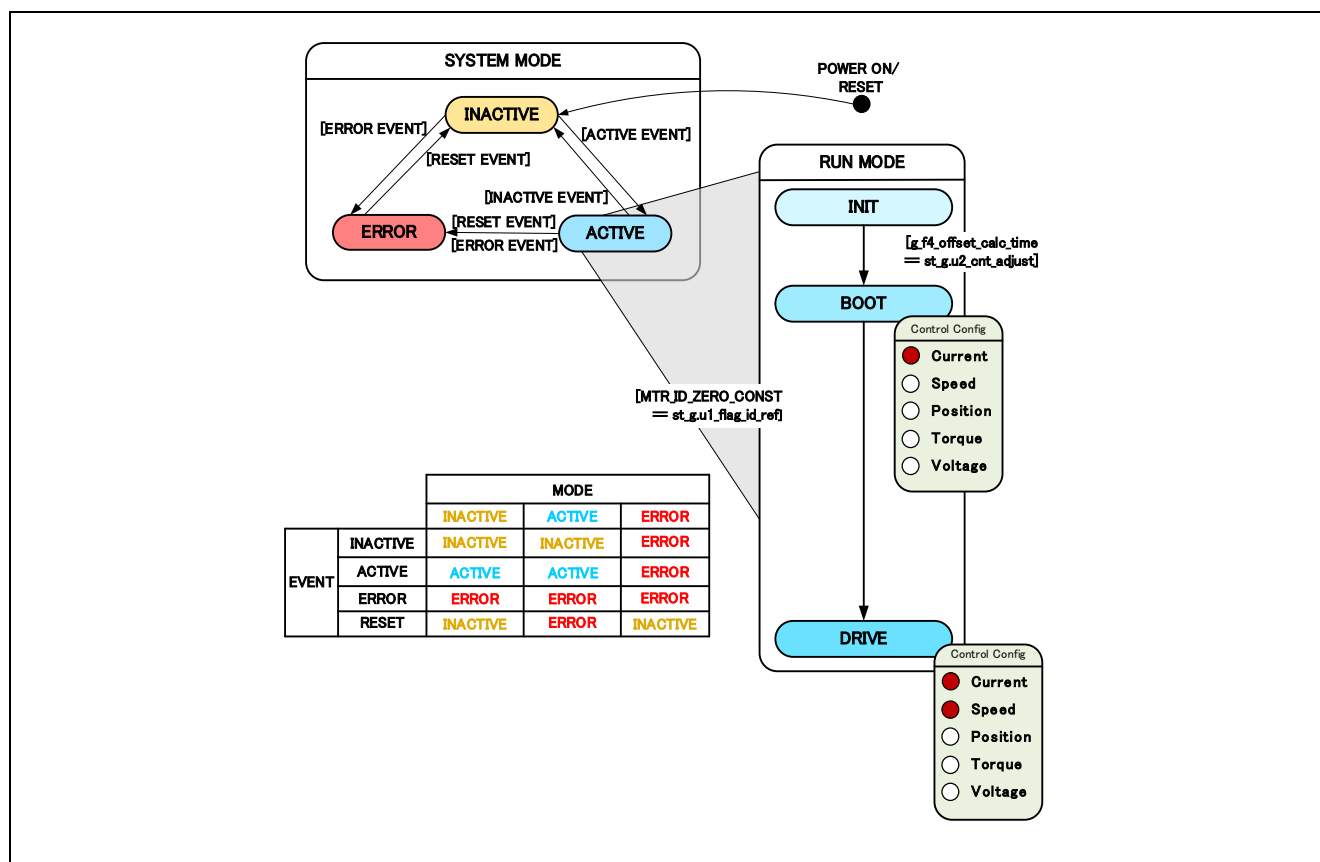 SYSTEM MODE
POWER ON/
RESET
INACTIVE
[ERROR EVENT]
[ACTIVE EVENT]
[RESET EVENT]
[INACTIVE EVENT]
ERROR
[RESET EVENT]
[ERROR EVENT]
ACTIVE
RUN MODE
INIT
[g_f4_offset_calc_time
== st_g.u2_cnt_adjust]
BOOT
Control Config
Current
Speed
Position
Torque
Voltage
[MTR_ID_ZERO_CONST
== st_g.u1_flag_id_ref]
DRIVE
Control Config
Current
Speed
Position
Torque
Voltage
MODE
INACTIVE ACTIVE ERROR
EVENT
INACTIVE INACTIVE INACTIVE ERROR
ACTIVE ACTIVE ACTIVE ERROR
ERROR ERROR ERROR ERROR
RESET INACTIVE ERROR INACTIVE